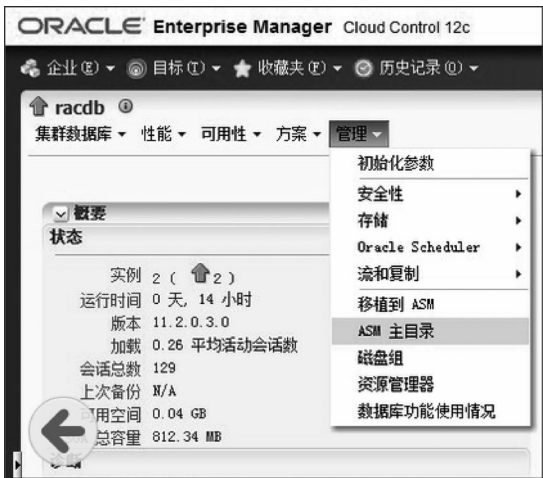 ORACLE Enterprise Manager Cloud Control 12c
企业(E) 目标(T) 收藏夹(F) 历史记录(O)
racdb
集群数据库 性能 可用性 方案 管理
初始化参数
安全性
存储
Oracle Scheduler
流和复制
移植到 ASM
ASM 主目录
磁盘组
资源管理器
数据库功能使用情况
概要
状态
实例 2 ( 2 )
运行时间 0 天, 14 小时
版本 11.2.0.3.0
加载 0.26 平均活动会话数
会话总数 129
上次备份 N/A
用空间 0.04 GB
总容量 812.34 MB